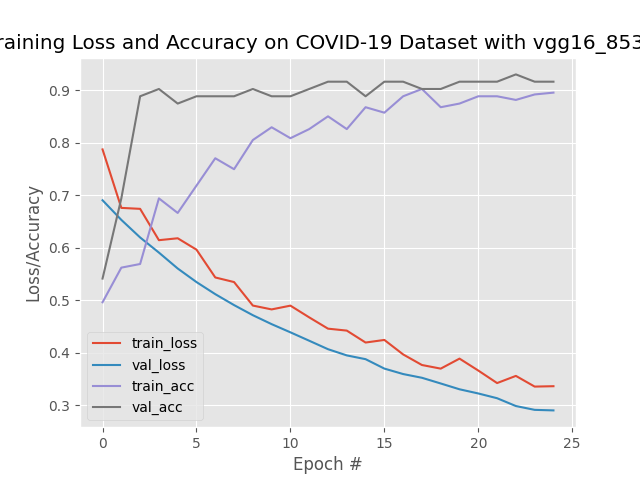 raining Loss and Accuracy on COVID-19 Dataset with vgg16_853
Loss/Accuracy
0.9
0.8
0.7
0.6
0.5
0.4
0.3
train_loss
val_loss
train_acc
val_acc
0 5 10 15 20 25
Epoch #